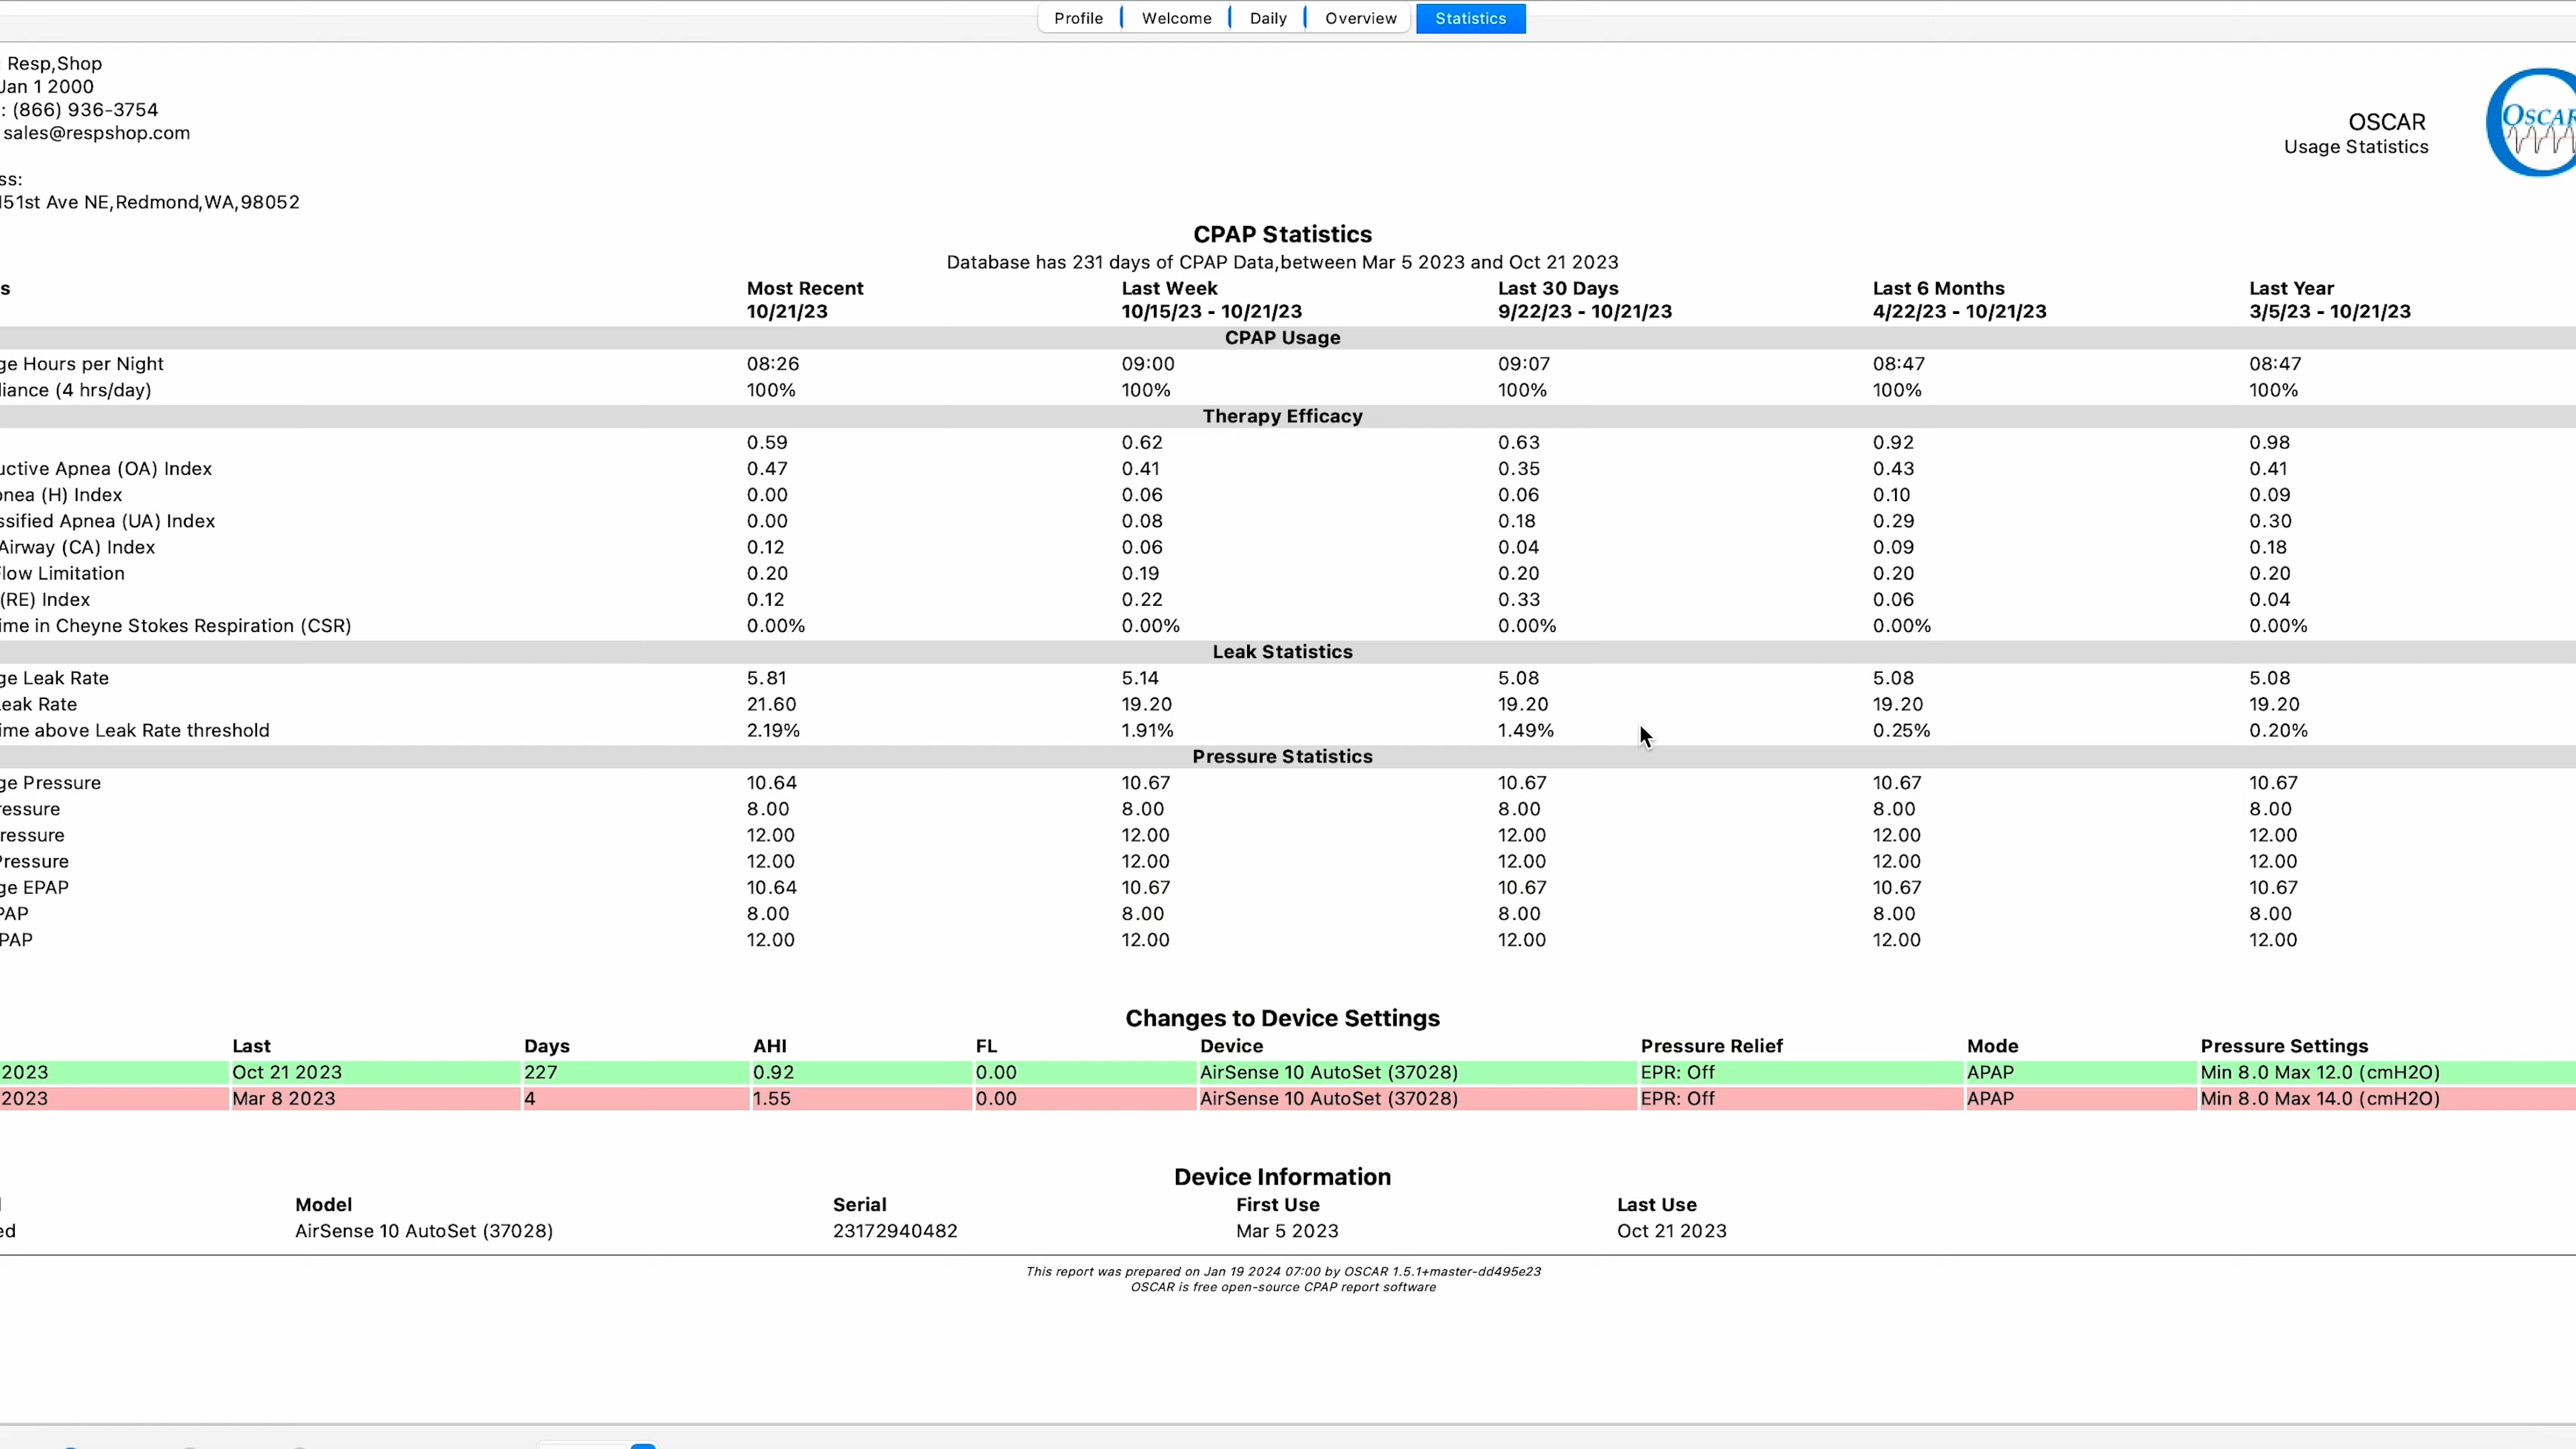 Profile Welcome Daily Overview Statistics
: Resp,Shop
Jan 1 2000
: (866) 936-3754
sales@respshop.com
ss:
151st Ave NE,Redmond,WA,98052
OSCAR
Usage Statistics
OSCAR
CPAP Statistics
Database has 231 days of CPAP Data,between Mar 5 2023 and Oct 21 2023
s Most Recent Last Week Last 30 Days Last 6 Months Last Year
10/21/23 10/15/23 - 10/21/23 9/22/23 - 10/21/23 4/22/23 - 10/21/23 3/5/23 - 10/21/23
CPAP Usage
ge Hours per Night 08:26 09:00 09:07 08:47 08:47
liance (4 hrs/day) 100% 100% 100% 100% 100%
Therapy Efficacy
0.59 0.62 0.63 0.92 0.98
uctive Apnea (OA) Index 0.47 0.41 0.35 0.43 0.41
pnea (H) Index 0.00 0.06 0.06 0.10 0.09
ssified Apnea (UA) Index 0.00 0.08 0.18 0.29 0.30
Airway (CA) Index 0.12 0.06 0.04 0.09 0.18
Flow Limitation 0.20 0.19 0.20 0.20 0.20
(RE) Index 0.12 0.22 0.33 0.06 0.04
ime in Cheyne Stokes Respiration (CSR) 0.00% 0.00% 0.00% 0.00% 0.00%
Leak Statistics
ge Leak Rate 5.81 5.14 5.08 5.08 5.08
Leak Rate 21.60 19.20 19.20 19.20 19.20
ime above Leak Rate threshold 2.19% 1.91% 1.49% 0.25% 0.20%
Pressure Statistics
ge Pressure 10.64 10.67 10.67 10.67 10.67
ressure 8.00 8.00 8.00 8.00 8.00
ressure 12.00 12.00 12.00 12.00 12.00
Pressure 12.00 12.00 12.00 12.00 12.00
ge EPAP 10.64 10.67 10.67 10.67 10.67
PAP 8.00 8.00 8.00 8.00 8.00
PAP 12.00 12.00 12.00 12.00 12.00
Changes to Device Settings
Last Days AHI FL Device Pressure Relief Mode Pressure Settings
2023 Oct 21 2023 227 0.92 0.00 AirSense 10 AutoSet (37028) EPR: Off APAP Min 8.0 Max 12.0 (cmH2O)
2023 Mar 8 2023 4 1.55 0.00 AirSense 10 AutoSet (37028) EPR: Off APAP Min 8.0 Max 14.0 (cmH2O)
Device Information
Model Serial First Use Last Use
ed AirSense 10 AutoSet (37028) 23172940482 Mar 5 2023 Oct 21 2023
This report was prepared on Jan 19 2024 07:00 by OSCAR 1.5.1+master-dd495e23
OSCAR is free open-source CPAP report software